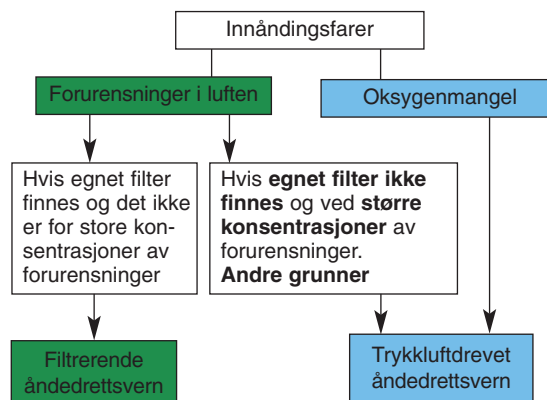 Innåndingsfarer
Forurensninger i luften
Oksygenmangel
Hvis egnet filter
finnes og det ikke
er for store kon-
sentrasjoner av
forurensninger
Hvis egnet filter ikke
finnes og ved større
konsentrasjoner av
forurensninger.
Andre grunner
Filtrerende
åndedrettsvern
Trykkluftdrevet
åndedrettsvern